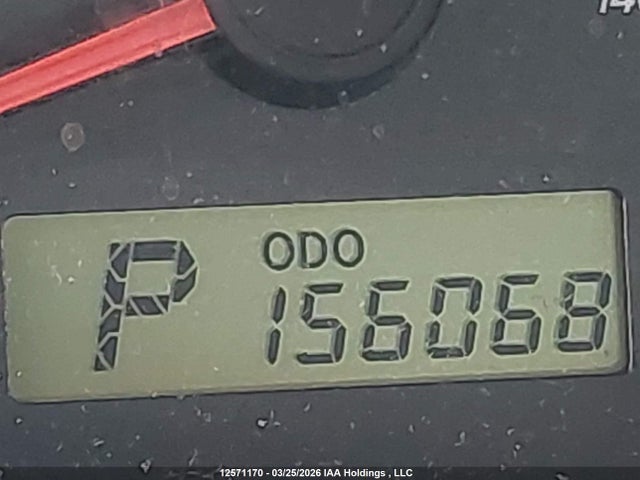 ODO
P 156068
12571170 - 03/25/2026 IAA Holdings , LLC